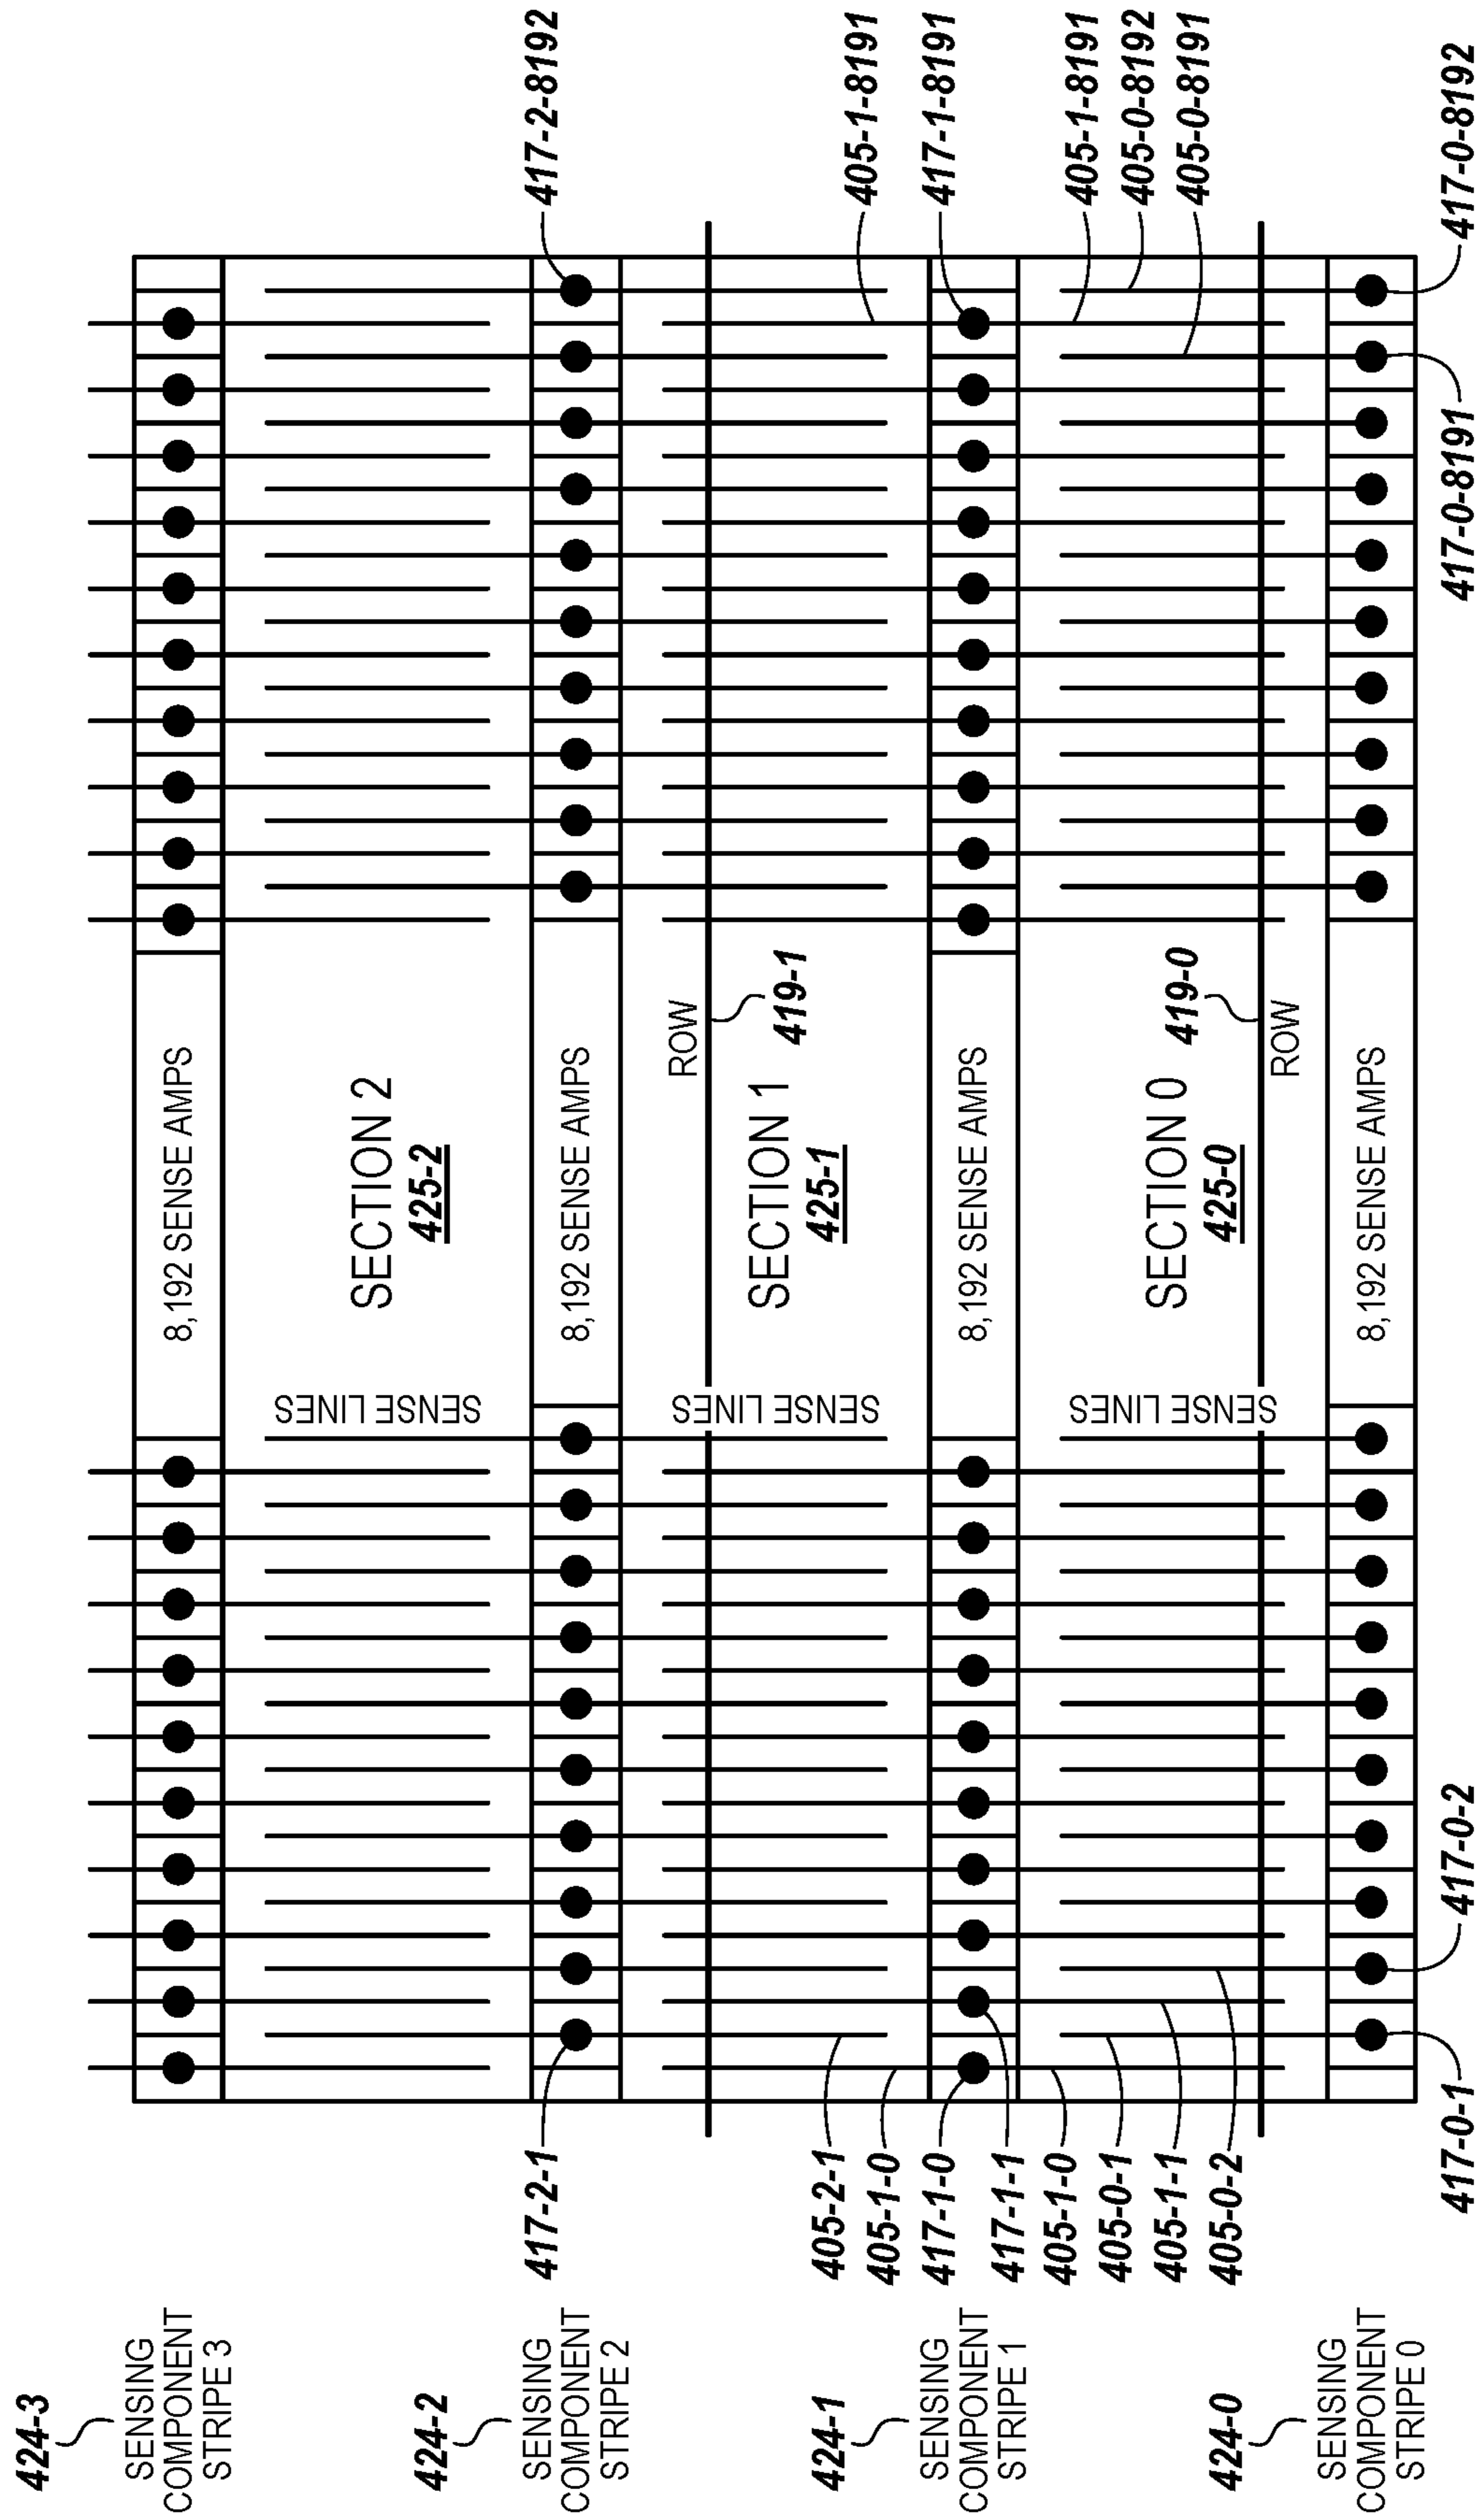 424-3
SENSING
COMPONENT
STRIPE 3
8,192 SENSE AMPS
SENSE LINES
SECTION 2
425-2
417-2-1
417-2-8192
424-2
SENSING
COMPONENT
STRIPE 2
8,192 SENSE AMPS
ROW
419-1
SENSE LINES
SECTION 1
425-1
405-2-1
405-1-0
405-1-8191
417-1-0
417-1-8191
424-1
SENSING
COMPONENT
STRIPE 1
8,192 SENSE AMPS
417-1-1
405-1-0
405-0-1
405-1-1
405-0-2
405-1-8191
405-0-8192
405-0-8191
SENSE LINES
SECTION 0
425-0
419-0
ROW
424-0
SENSING
COMPONENT
STRIPE 0
8,192 SENSE AMPS
417-0-1
417-0-2
417-0-8191
417-0-8192